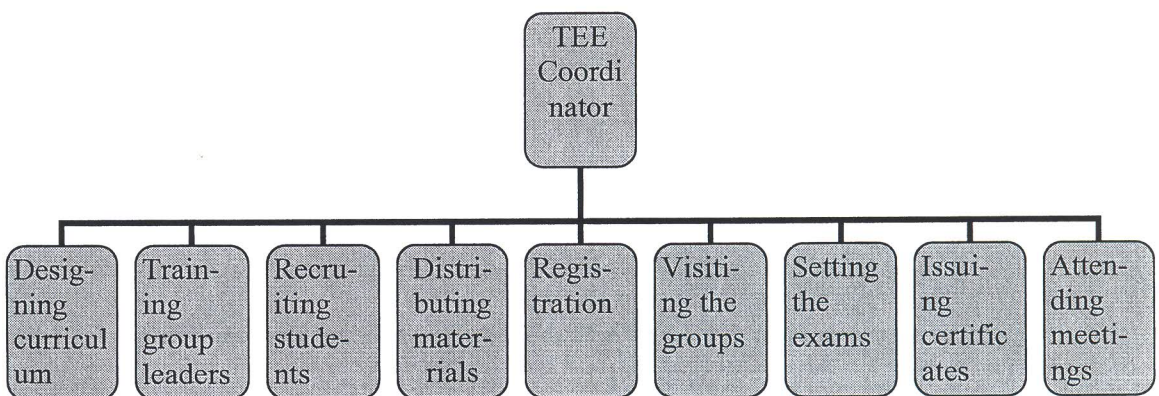 TEE
Coordi
nator
Desig-
ning
curricul
um
Train-
ing
group
leaders
Recru-
iting
stude-
nts
Distri-
buting
mater-
rials
Regis-
tration
Visiti-
ng the
groups
Setting
the
exams
Issui-
ng
certific
ates
Atten-
ding
meeti-
ngs